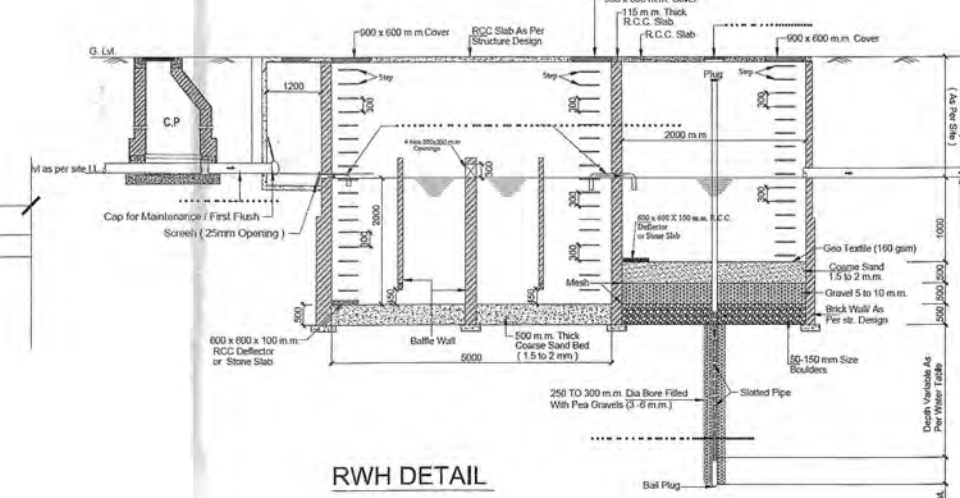 115 m.m. Thick
R.C.C. Slab
R.C.C. Slab
900 x 600 m.m Cover
RCC Slab As Per
Structure Design
900 x 600 m.m. Cover
G. Lvl.
Step
Step
Plug
Step
( As Per Site )
1200
300
300
300
C.P
2000 m.m
4 Nos 300x300 m.m
Openings
300
lvl as per site I.L
Cap for Maintenance / First Flush
Screen ( 25mm Opening )
2000
300
300
300
300
300
600 x 600 X 100 m.m. R.C.C.
Deflector
or Stone Slab
1000
Geo Textile (160 gsm)
Coarse Sand
1.5 to 2 m.m.
500
Mesh
Gravel 5 to 10 m.m.
500
450
450
500
Brick Wall/ As
Per str. Design
500
600 x 600 x 100 m.m.
RCC Deflector
or Stone Slab
Baffle Wall
500 m.m. Thick
Coarse Sand Bed
( 1.5 to 2 mm )
5000
50-150 mm Size
Boulders
250 TO 300 m.m. Dia Bore Filled
With Pea Gravels (3 -6 m.m.)
Slotted Pipe
Depth Variable As
Per Water Table
RWH DETAIL
Bail Plug